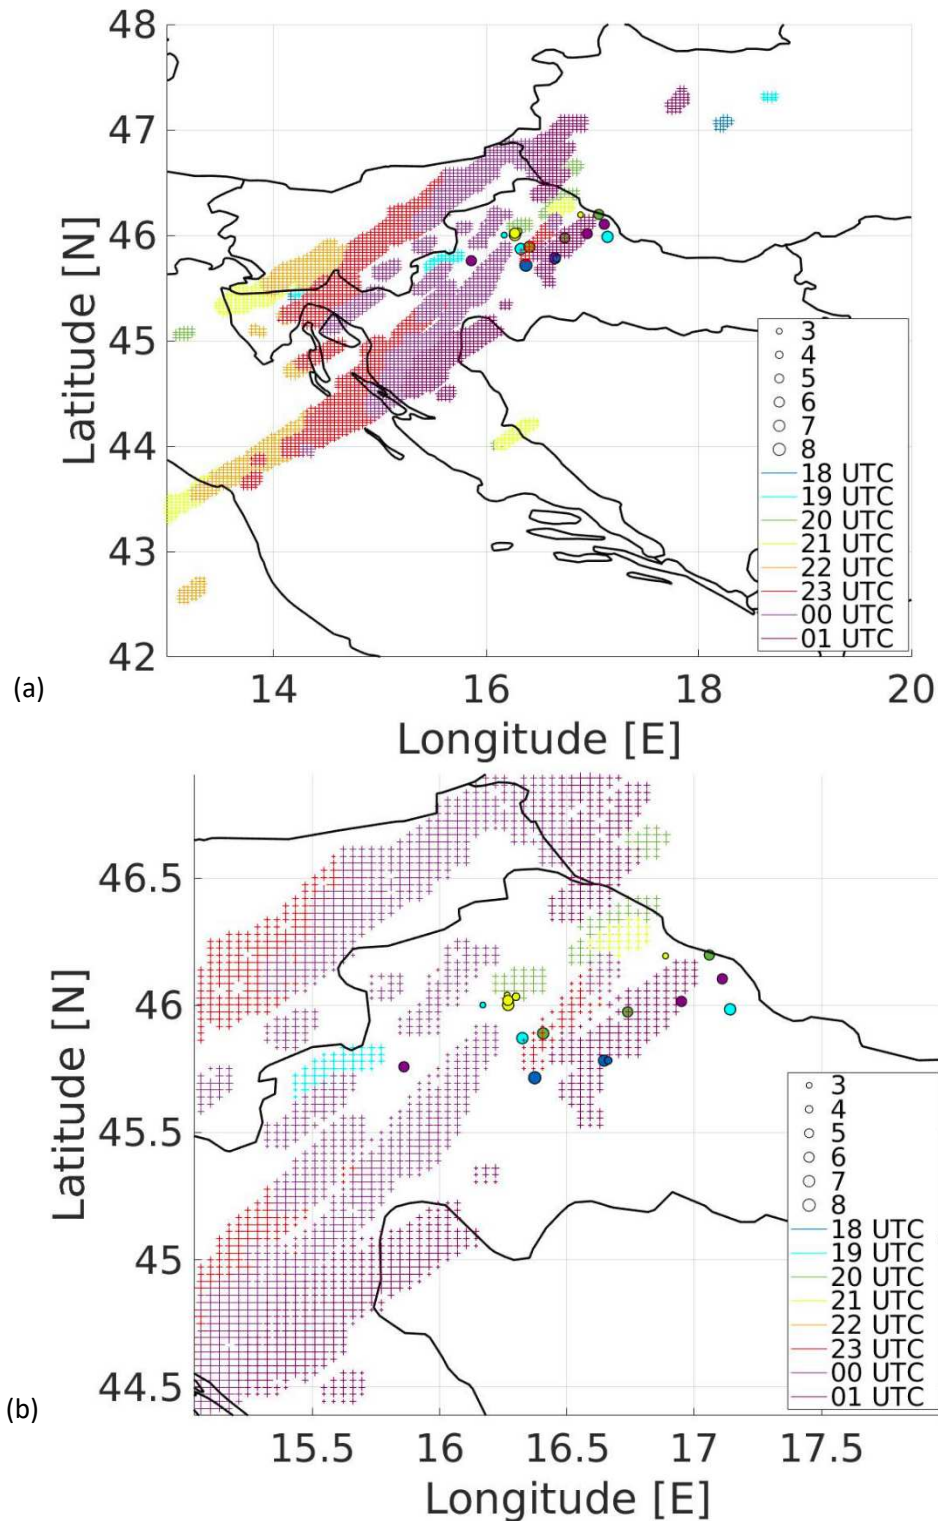 48
47
46
45
44
43
42
Latitude [N]
3
4
5
6
7
8
18 UTC
19 UTC
20 UTC
21 UTC
22 UTC
23 UTC
00 UTC
01 UTC
(a)
14 16 18 20
Longitude [E]
46.5
46
45.5
45
44.5
Latitude [N]
3
4
5
6
7
8
18 UTC
19 UTC
20 UTC
21 UTC
22 UTC
23 UTC
00 UTC
01 UTC
(b)
15.5 16 16.5 17 17.5
Longitude [E]